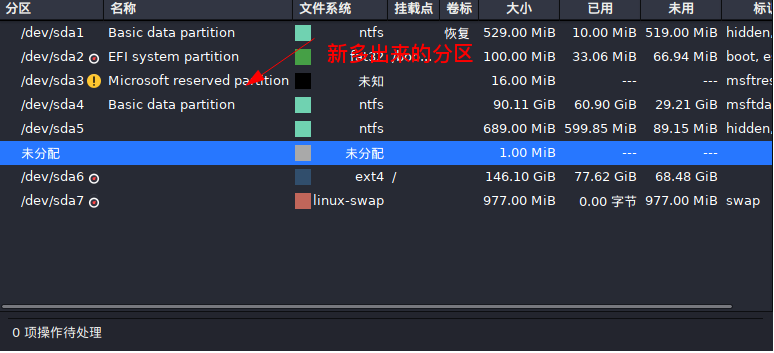 分区 名称 文件系统 挂载点 卷标 大小 已用 未用 标识
/dev/sda1 Basic data partition ntfs 恢复 529.00 MiB 10.00 MiB 519.00 MiB hidden,
/dev/sda2 EFI system partition fat32 /boo... 100.00 MiB 33.06 MiB 66.94 MiB boot, es
新多出来的分区
/dev/sda3 Microsoft reserved partition 未知 16.00 MiB --- --- msftres
/dev/sda4 Basic data partition ntfs 90.11 GiB 60.90 GiB 29.21 GiB msftda
/dev/sda5 ntfs 689.00 MiB 599.85 MiB 89.15 MiB hidden,
未分配 未分配 1.00 MiB --- ---
/dev/sda6 ext4 / 146.10 GiB 77.62 GiB 68.48 GiB
/dev/sda7 linux-swap 977.00 MiB 0.00 字节 977.00 MiB swap
0 项操作待处理